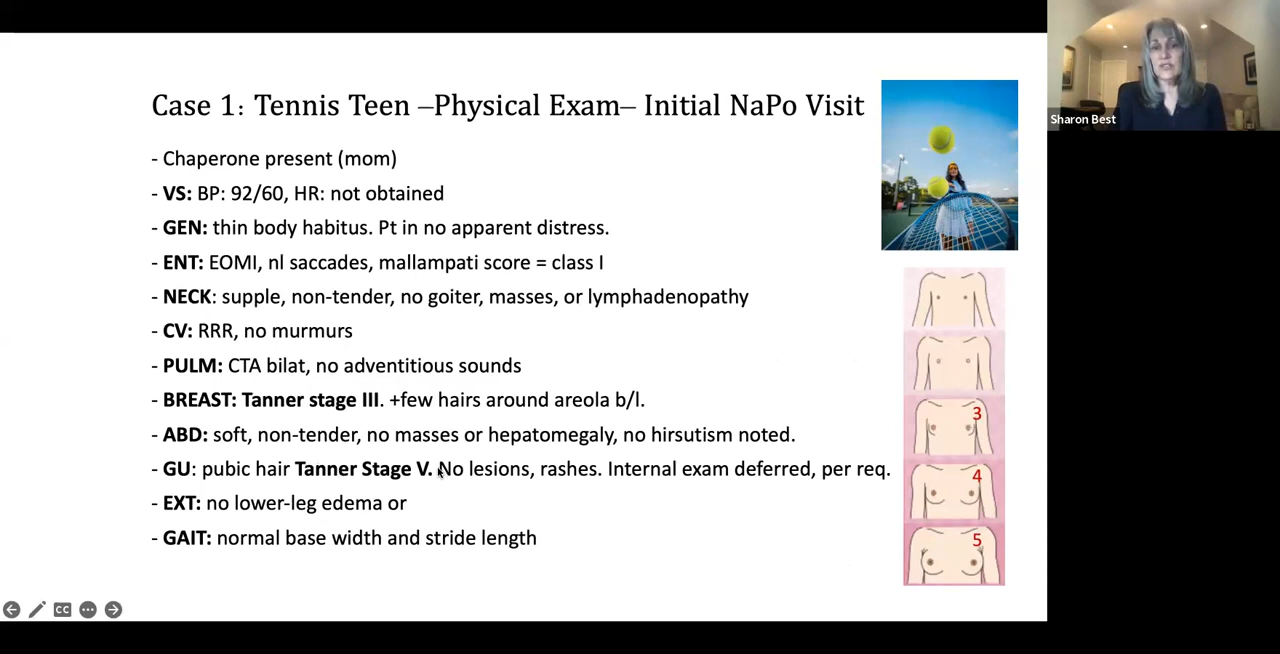 Case 1: Tennis Teen –Physical Exam– Initial NaPo Visit
- Chaperone present (mom)
- VS: BP: 92/60, HR: not obtained
- GEN: thin body habitus. Pt in no apparent distress.
- ENT: EOMI, nl saccades, mallampati score = class I
- NECK: supple, non-tender, no goiter, masses, or lymphadenopathy
- CV: RRR, no murmurs
- PULM: CTA bilat, no adventitious sounds
- BREAST: Tanner stage III. +few hairs around areola b/l.
- ABD: soft, non-tender, no masses or hepatomegaly, no hirsutism noted.
- GU: pubic hair Tanner Stage V. No lesions, rashes. Internal exam deferred, per req.
- EXT: no lower-leg edema or
- GAIT: normal base width and stride length
3
4
5
Sharon Best
CC